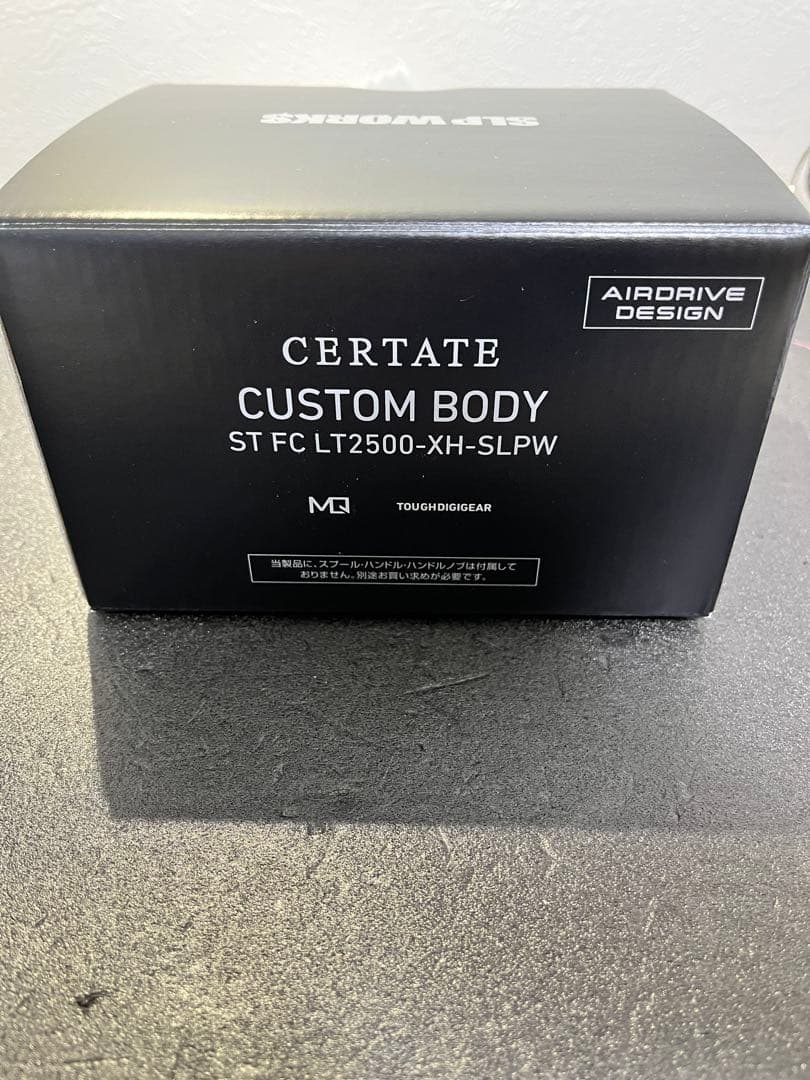 SLP WORKS
AIRDRIVE
DESIGN
CERTATE
CUSTOM BODY
ST FC LT2500-XH-SLPW
MQ TOUGHDIGIGEAR
当製品に、スプール・ハンドル・ハンドルノブは付属して
おりません。別途お買い求めが必要です。